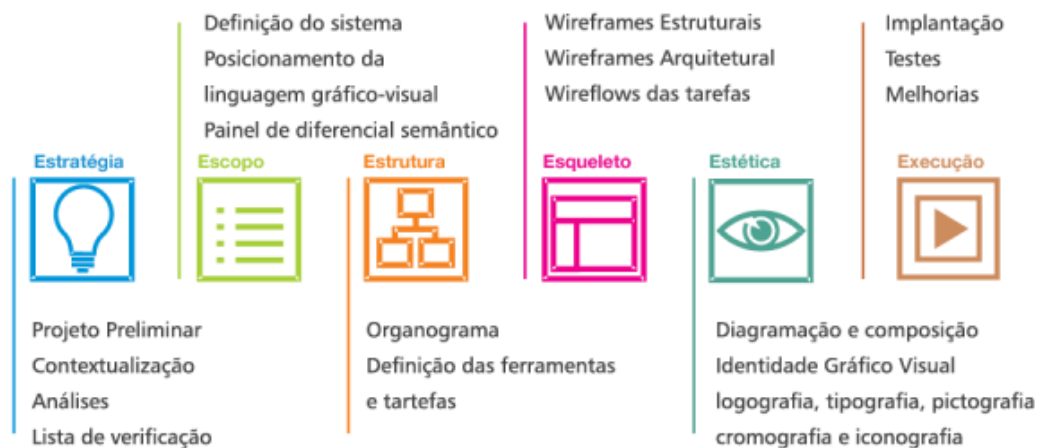 Definição do sistema
Posicionamento da
linguagem gráfico-visual
Painel de diferencial semântico
Wireframes Estruturais
Wireframes Arquitetural
Wireflows das tarefas
Implantação
Testes
Melhorias
Estratégia
Escopo
Estrutura
Esqueleto
Estética
Execução
Projeto Preliminar
Contextualização
Análises
Lista de verificação
Organograma
Definição das ferramentas
e tartefas
Diagramação e composição
Identidade Gráfico Visual
logografia, tipografia, pictografia
cromografia e iconografia